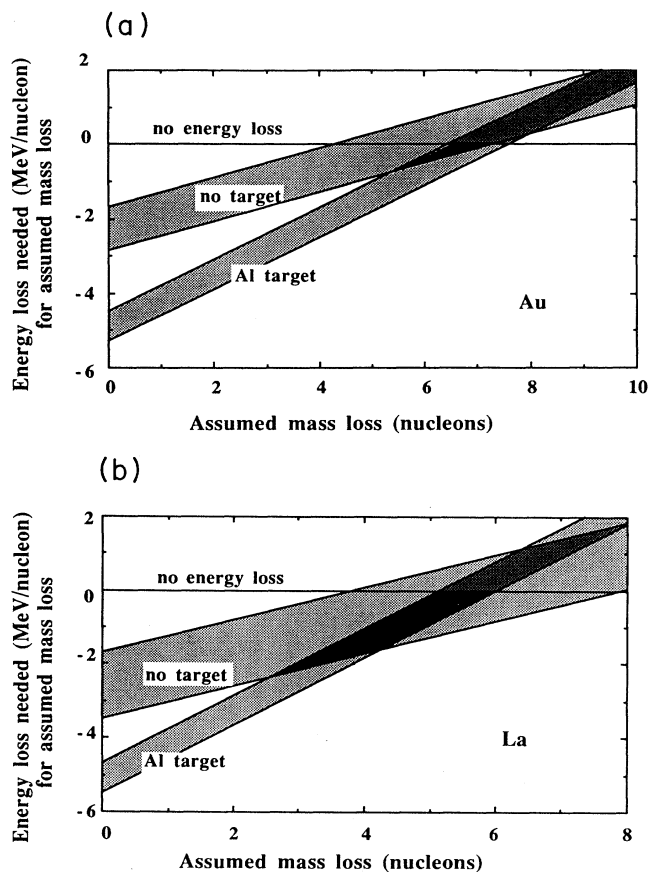 (a)
Energy loss needed (MeV/nucleon)
for assumed mass loss
2
0
-2
-4
-6
no energy loss
no target
Al target
Au
0 2 4 6 8 10
Assumed mass loss (nucleons)
(b)
Energy loss needed (MeV/nucleon)
for assumed mass loss
2
0
-2
-4
-6
no energy loss
no target
Al target
La
0 2 4 6 8
Assumed mass loss (nucleons)